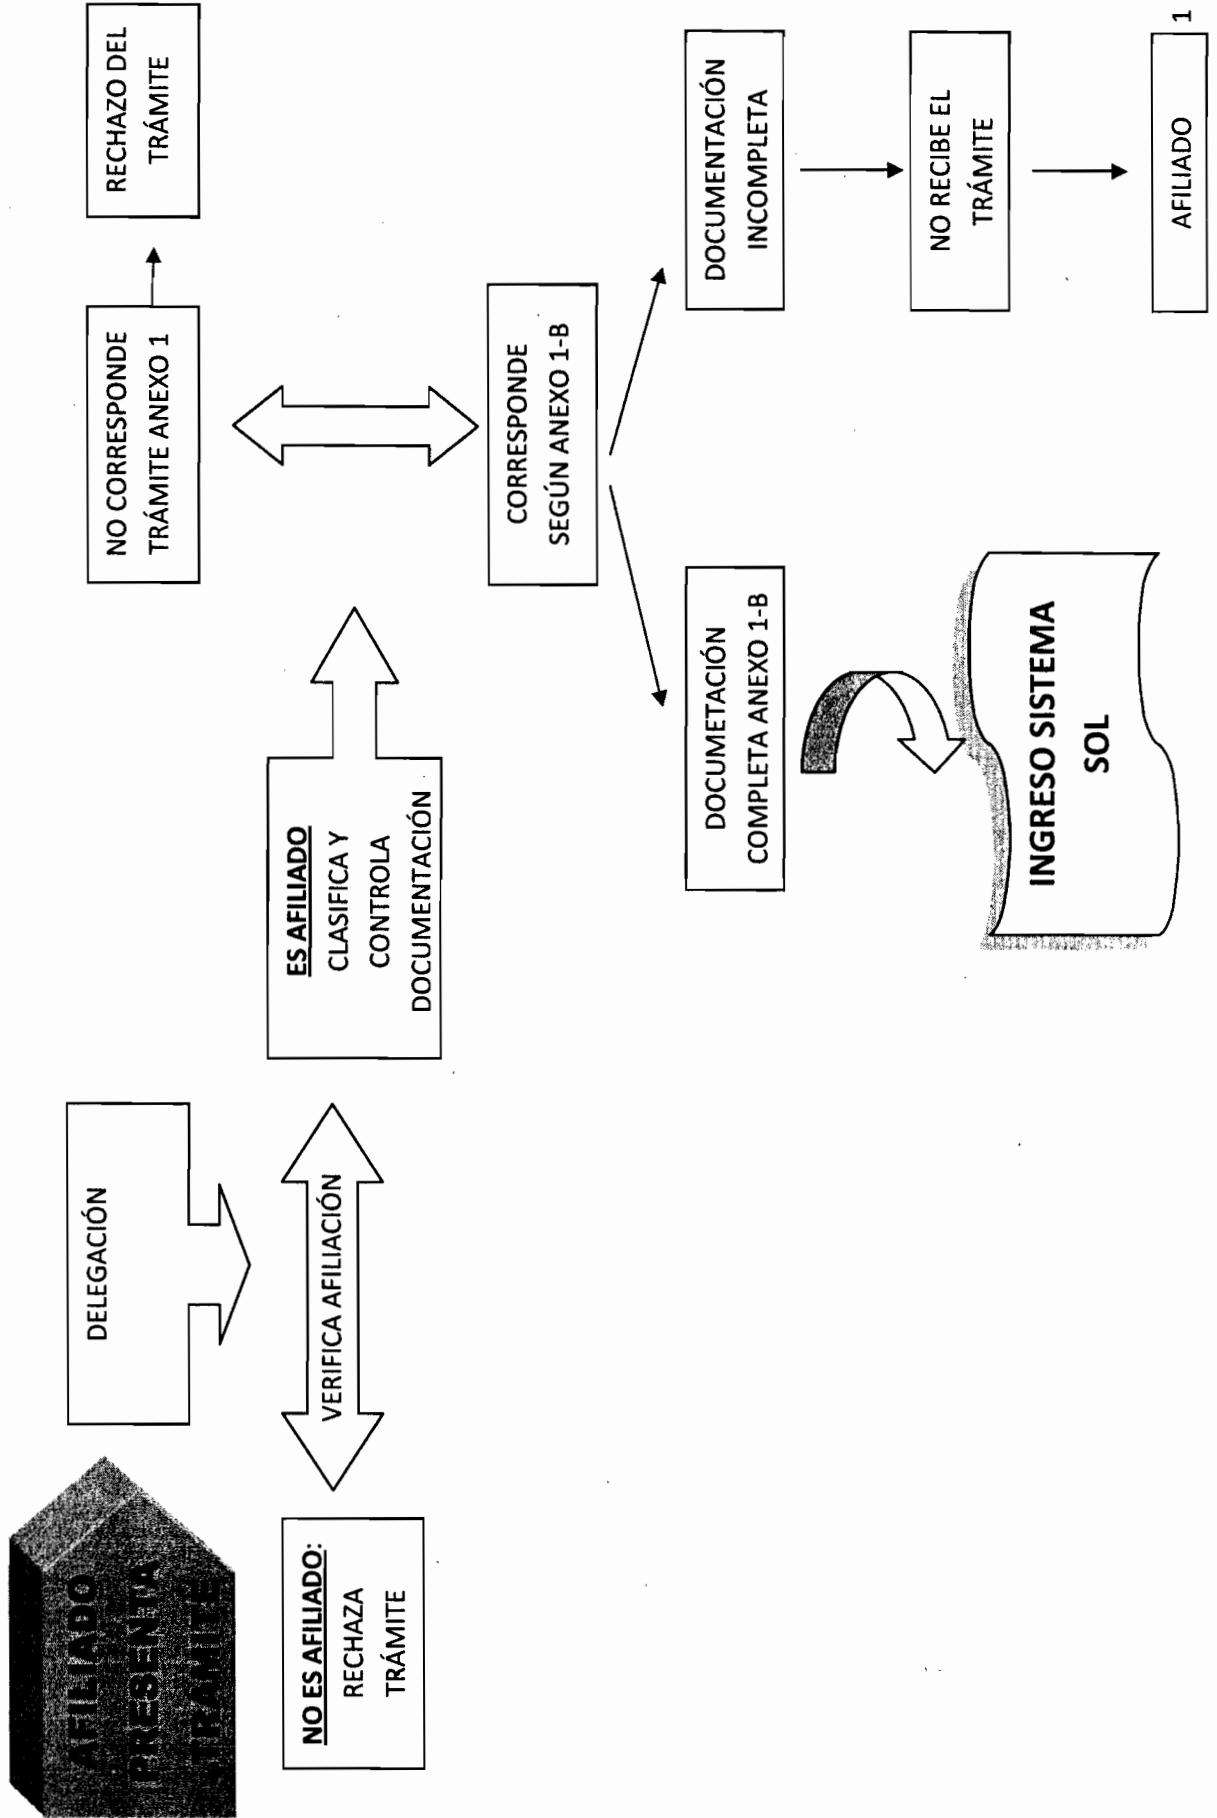 AFILIADO
PRESENTA
TRAMITE
DELEGACIÓN
VERIFICA AFILIACIÓN
NO ES AFILIADO:
RECHAZA
TRÁMITE
ES AFILIADO
CLASIFICA Y
CONTROLA
DOCUMENTACIÓN
NO CORRESPONDE
TRÁMITE ANEXO 1
RECHAZO DEL
TRÁMITE
CORRESPONDE
SEGÚN ANEXO 1-B
DOCUMETACIÓN
COMPLETA ANEXO 1-B
INGRESO SISTEMA
SOL
DOCUMENTACIÓN
INCOMPLETA
NO RECIBE EL
TRÁMITE
AFILIADO
1